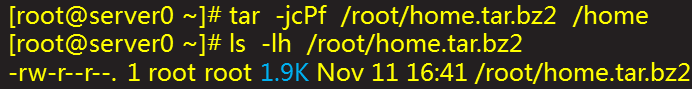 [root@server0 ~]# tar -jcPf /root/home.tar.bz2 /home
[root@server0 ~]# ls -lh /root/home.tar.bz2
-rw-r--r--. 1 root root 1.9K Nov 11 16:41 /root/home.tar.bz2